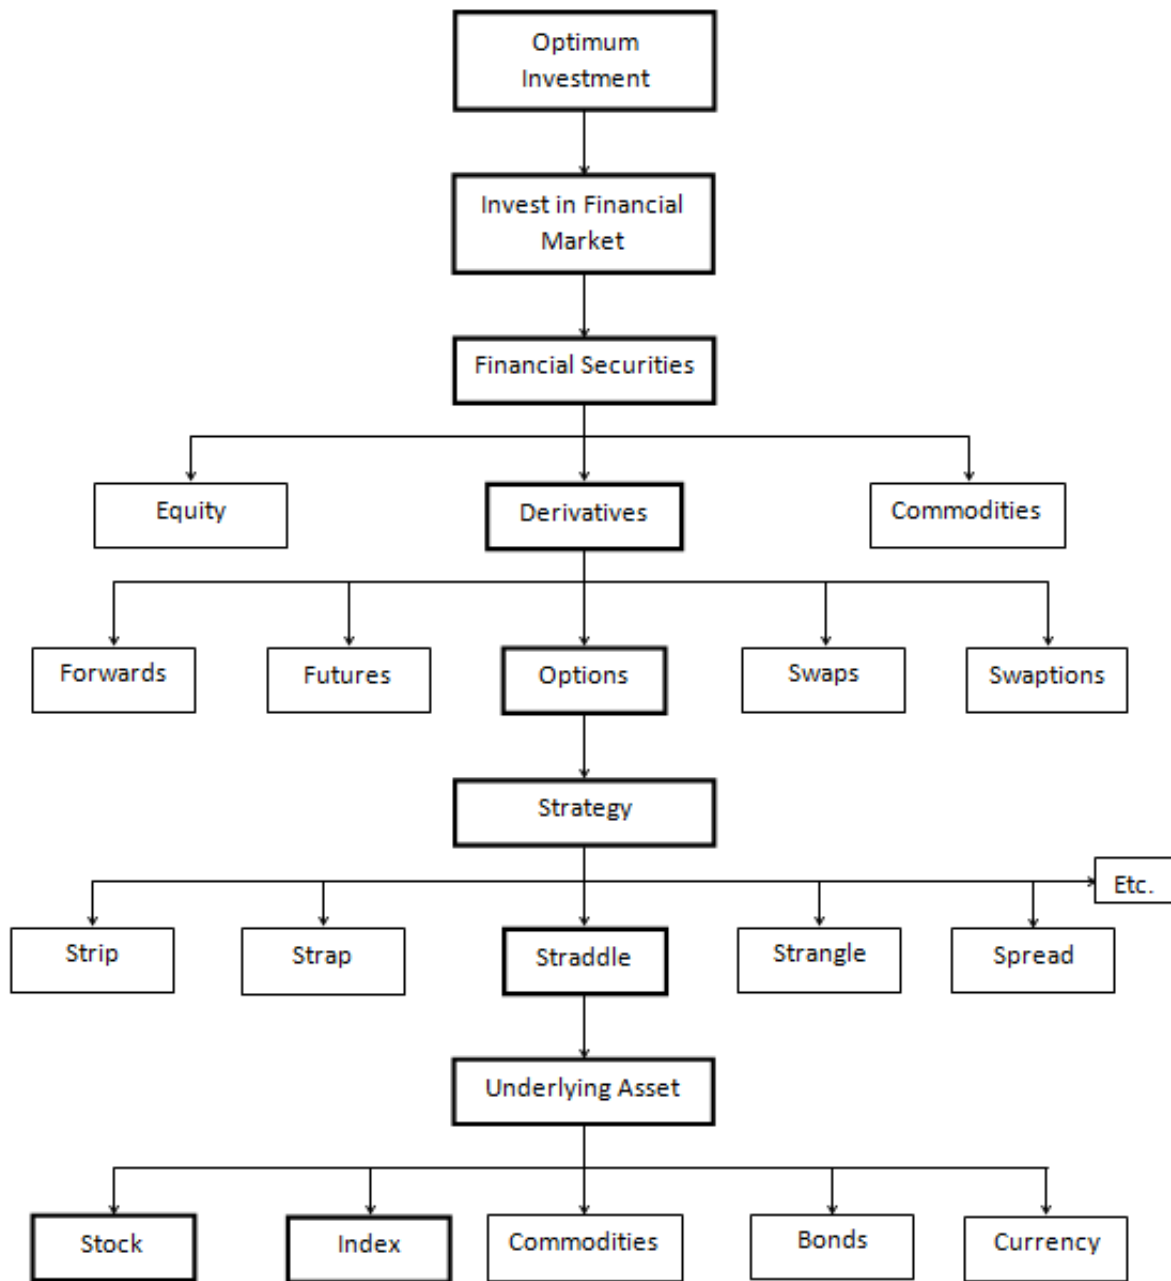 Optimum
Investment
Invest in Financial
Market
Financial Securities
Equity
Derivatives
Commodities
Forwards
Futures
Options
Swaps
Swaptions
Strategy
Etc.
Strip
Strap
Straddle
Strangle
Spread
Underlying Asset
Stock
Index
Commodities
Bonds
Currency